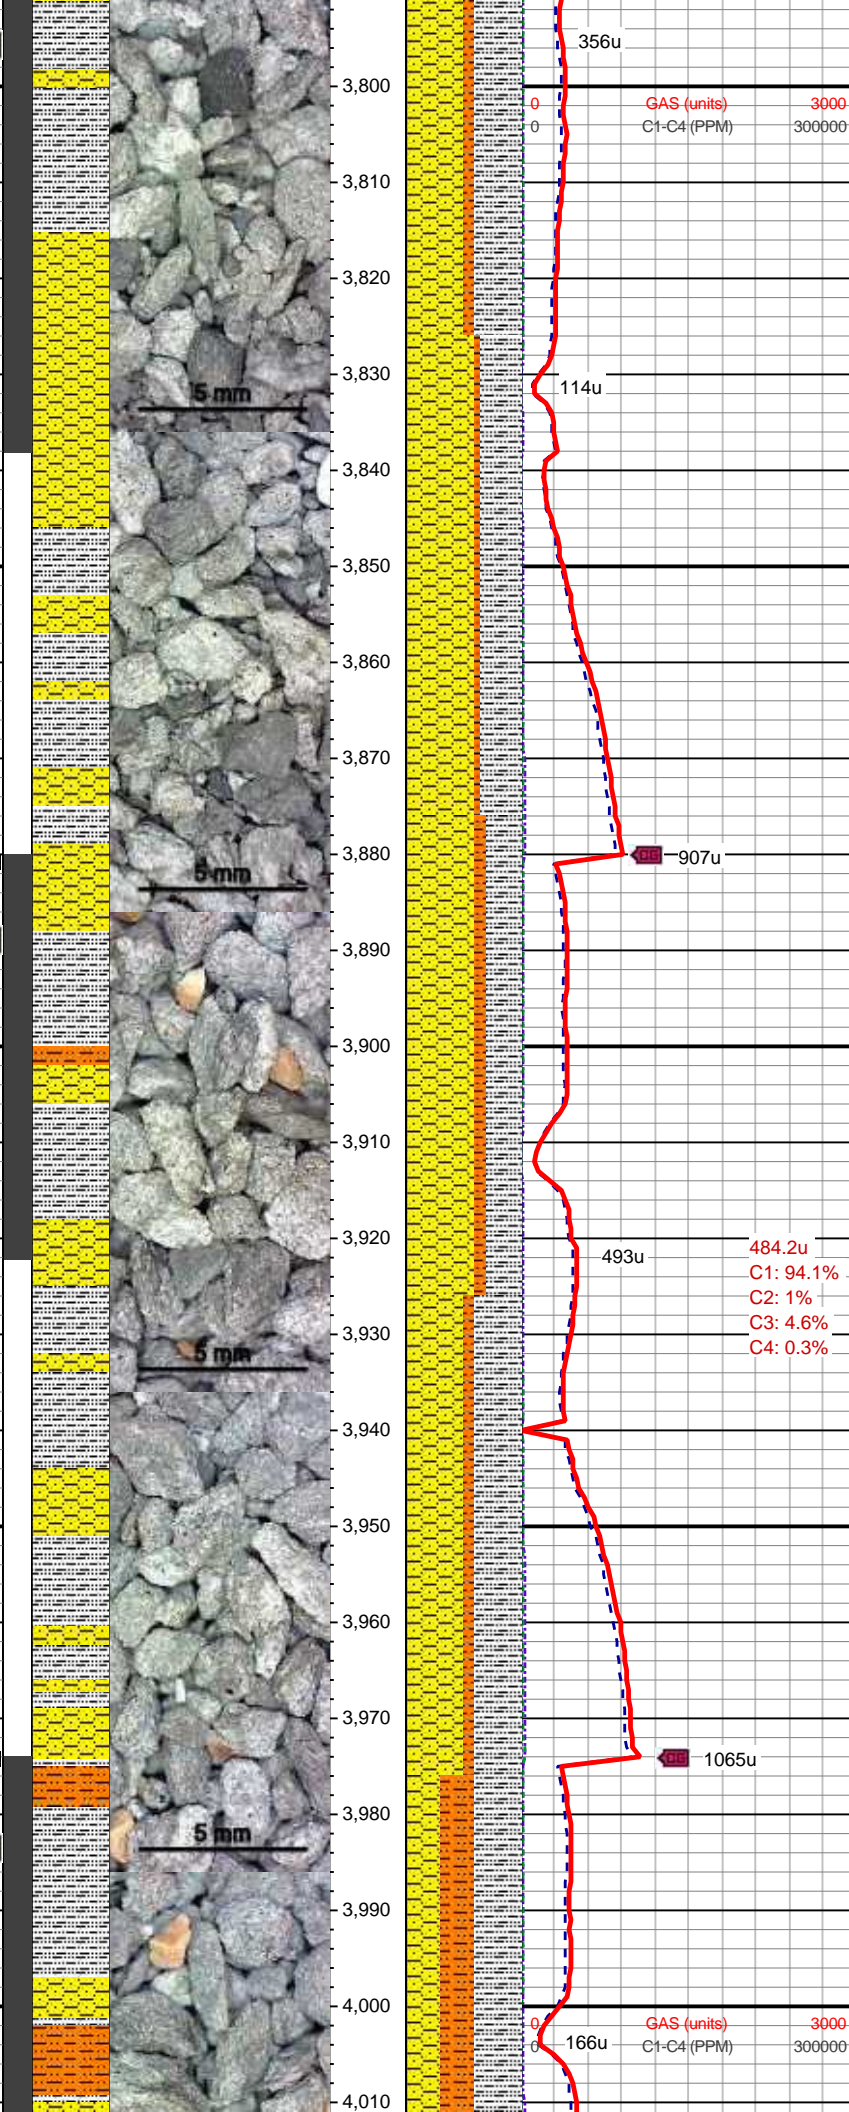 356u
3,800
0 GAS (units) 3000
0 C1-C4 (PPM) 300000
3,810
3,820
3,830
114u
5 mm
3,840
3,850
3,860
3,870
3,880
CG 907u
5 mm
3,890
3,900
3,910
3,920
493u
484.2u
C1: 94.1%
C2: 1%
C3: 4.6%
C4: 0.3%
3,930
5 mm
3,940
3,950
3,960
3,970
CG 1065u
3,980
5 mm
3,990
4,000
0 GAS (units) 3000
166u
0 C1-C4 (PPM) 300000
4,010